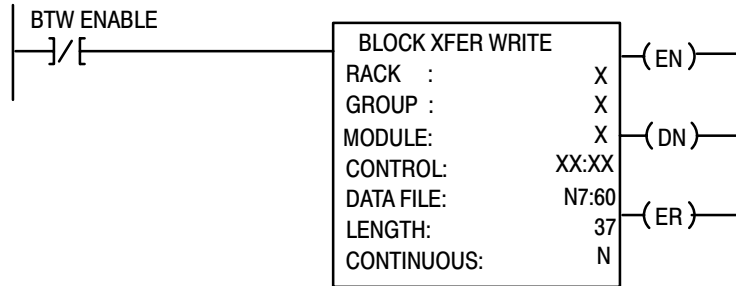 BTW ENABLE
BLOCK XFER WRITE
EN
RACK : X
GROUP : X
MODULE: X
DN
CONTROL: XX:XX
DATA FILE: N7:60
ER
LENGTH: 37
CONTINUOUS: N